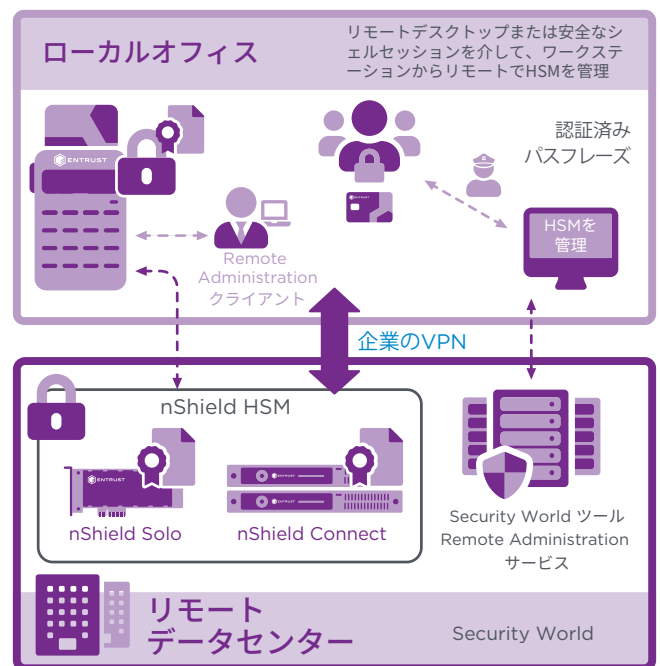 ローカルオフィス
リモートデスクトップまたは安全なシ
ェルセッションを介して、ワークステ
ーションからリモートでHSMを管理
ENTRUST
認証済み
パスフレーズ
ENTRUST
HSMを
管理
Remote
Administration
クライアント
企業のVPN
nShield HSM
ENTRUST
ENTRUST
ENTRUST
nShield Solo
nShield Connect
Security World ツール
Remote Administration
サービス
リモート
データセンター
Security World